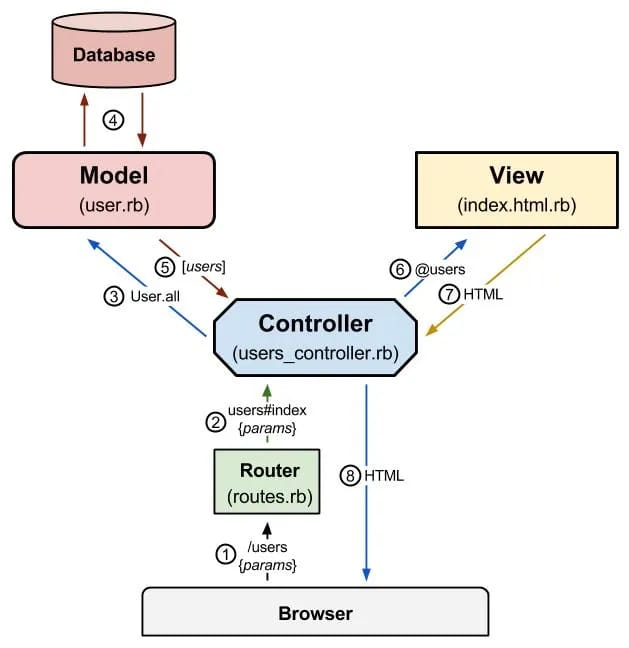 Database
④
Model
(user.rb)
View
(index.html.rb)
⑤ [users]
③ User.all
⑥ @users
⑦ HTML
Controller
(users_controller.rb)
② users#index
{params}
Router
(routes.rb)
⑧ HTML
① /users
{params}
Browser